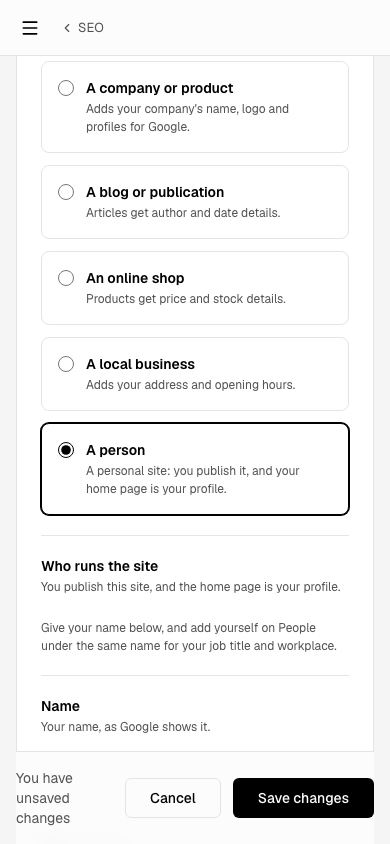 SEO
A company or product
Adds your company's name, logo and
profiles for Google.
A blog or publication
Articles get author and date details.
An online shop
Products get price and stock details.
A local business
Adds your address and opening hours.
A person
A personal site: you publish it, and your
home page is your profile.
Who runs the site
You publish this site, and the home page is your profile.
Give your name below, and add yourself on People
under the same name for your job title and workplace.
Name
Your name, as Google shows it.
You have
unsaved
changes
Cancel
Save changes